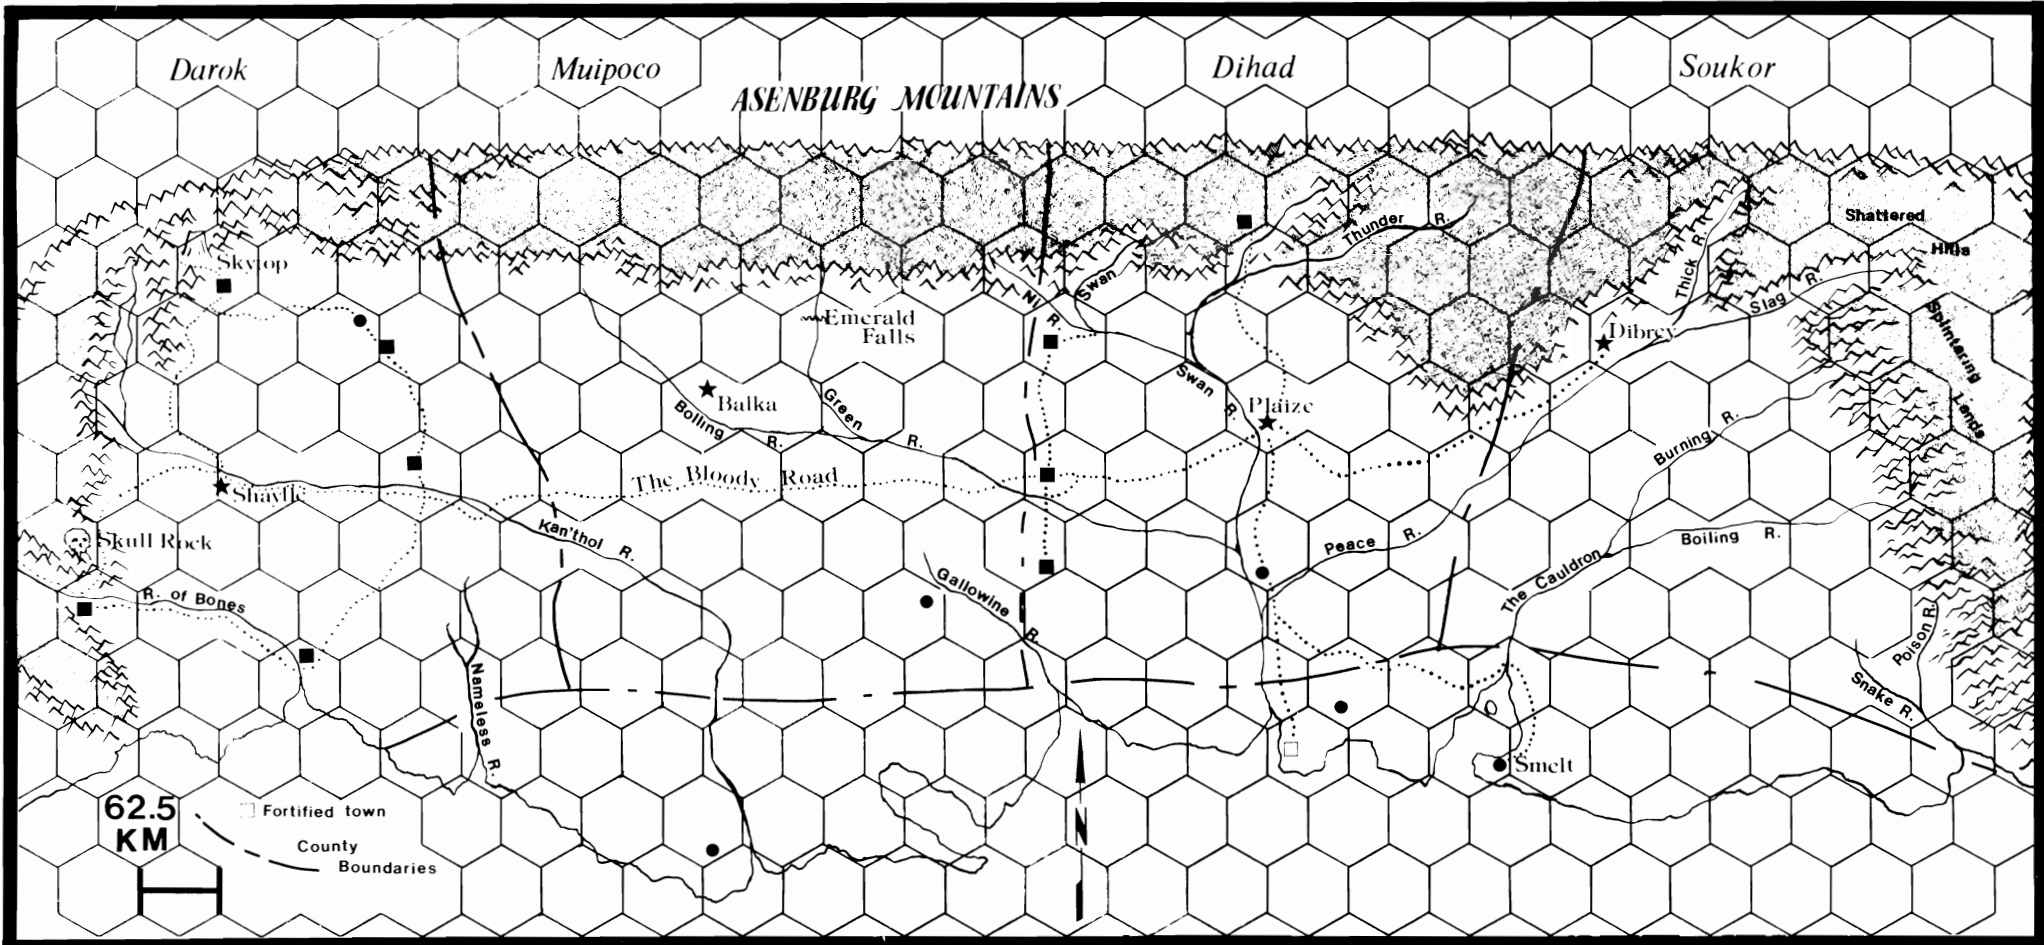 Darok
Muipoco
Dihad
Soukor
ASENBURG MOUNTAINS
Shattered
Hills
Thunder R.
Skytop
Thick R.
Swan
Ni R.
Slag R.
Emerald
Falls
Dibrey
Splintering
Lands
Swan R.
Balka
Green R.
Plaize
Bolling R.
Burning R.
The Bloody Road
Shayffe
Kan'thol R.
Skull Rock
Peace R.
Boiling R.
The Cauldron
R. of Bones
Gallowine R.
Poison R.
Nameless R.
Snake R.
Smelt
62.5
KM
Fortified town
County
Boundaries
N